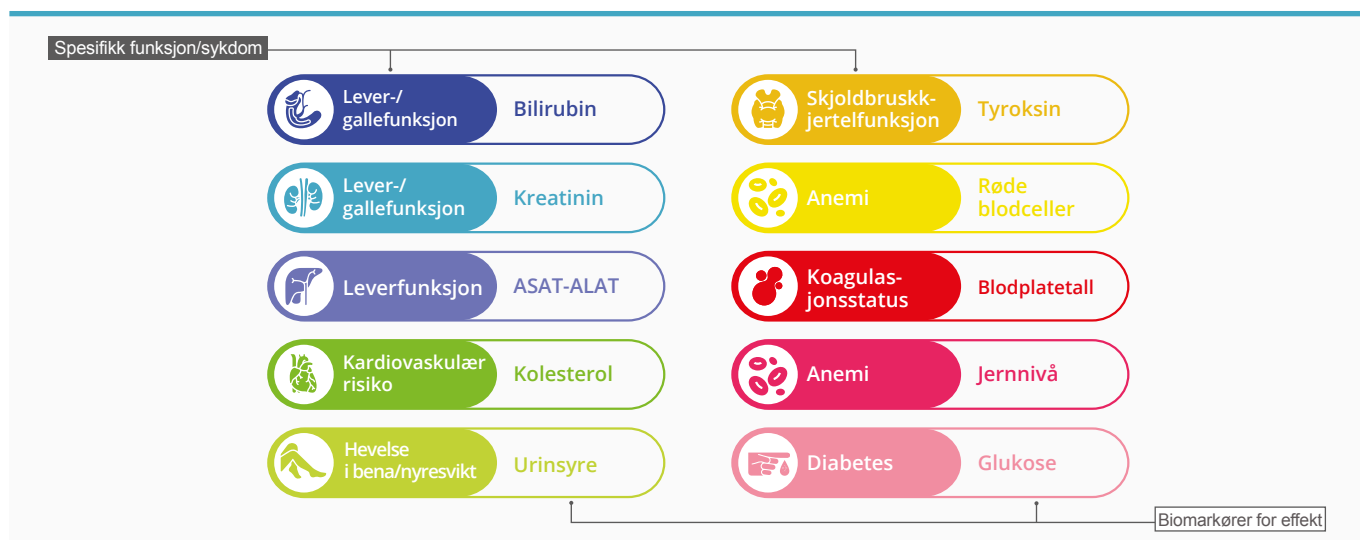 Spesifikk funksjon/sykdom
Lever-/
gallefunksjon
Bilirubin
Lever-/
gallefunksjon
Kreatinin
Leverfunksjon
ASAT-ALAT
Kardiovaskulær
risiko
Kolesterol
Hevelse
i bena/nyresvikt
Urinsyre
Skjoldbruskk-
jertelfunksjon
Tyroksin
Anemi
Røde
blodceller
Koagulas-
jonsstatus
Blodplatetall
Anemi
Jernnivå
Diabetes
Glukose
Biomarkører for effekt